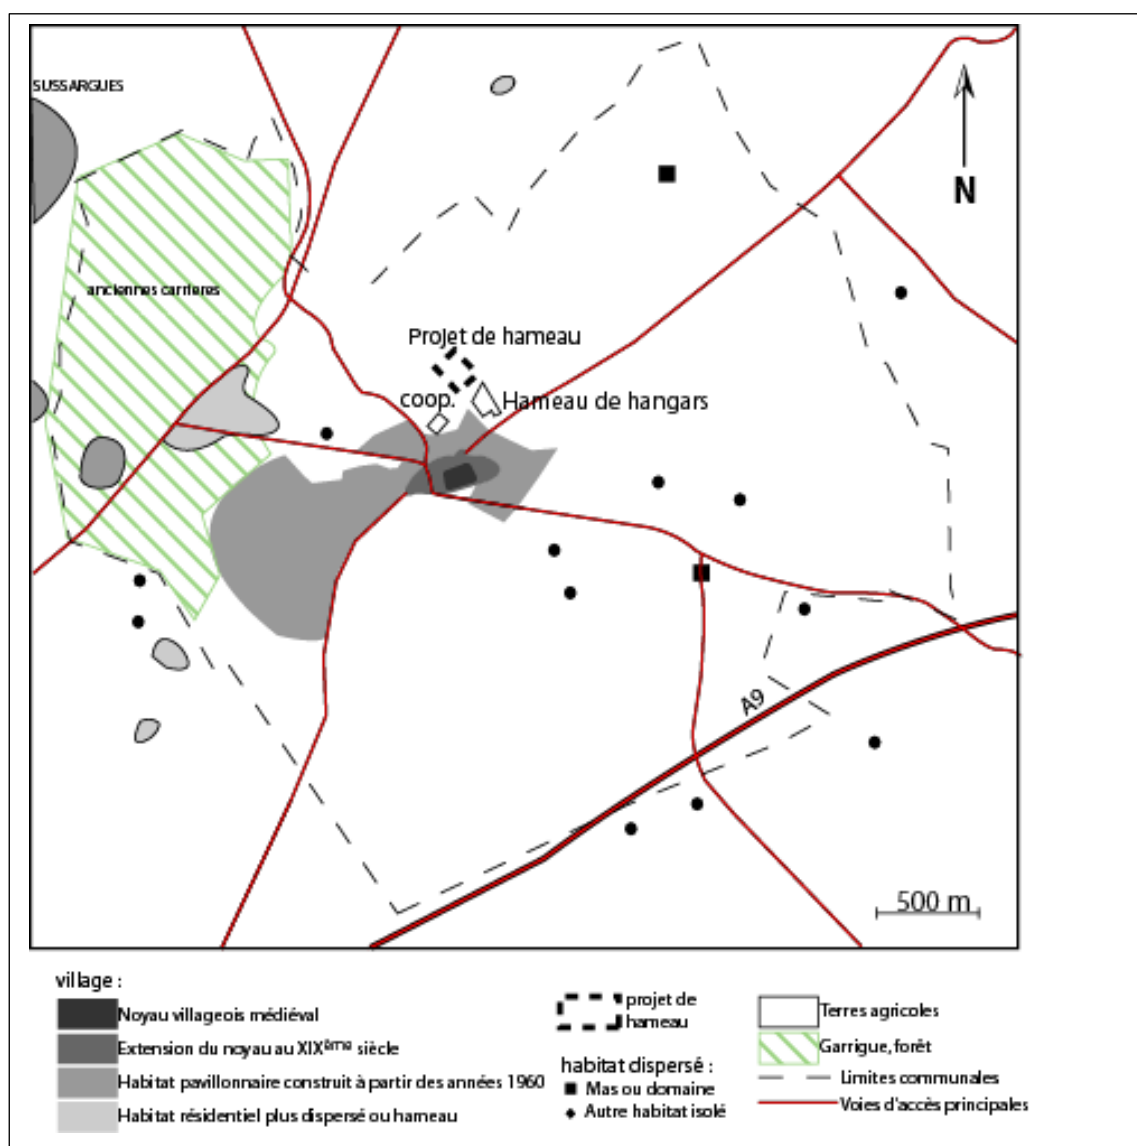 SUSSARGUES
N
anciennes carrieres
Projet de hameau
coop.
Hameau de hangars
A9
500 m
village :
Noyau villageois médiéval
Extension du noyau au XIXème siècle
Habitat pavillonnaire construit à partir des années 1960
Habitat résidentiel plus dispersé ou hameau
projet de
hameau
habitat dispersé :
Mas ou domaine
Autre habitat isolé
Terres agricoles
Garrigue, forêt
Limites communales
Voies d'accès principales